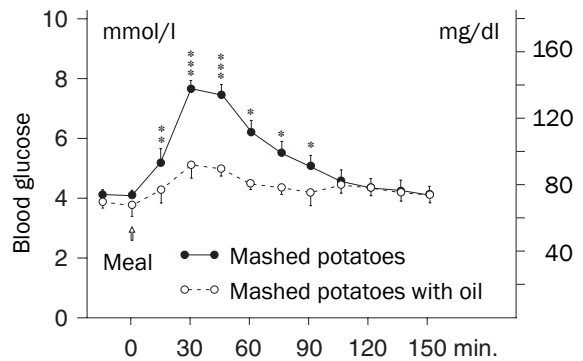 10
8
6
4
2
0
Blood glucose
mmol/l
mg/dl
160
120
80
40
**
***
***
*
*
*
Meal
Mashed potatoes
Mashed potatoes with oil
0 30 60 90 120 150 min.